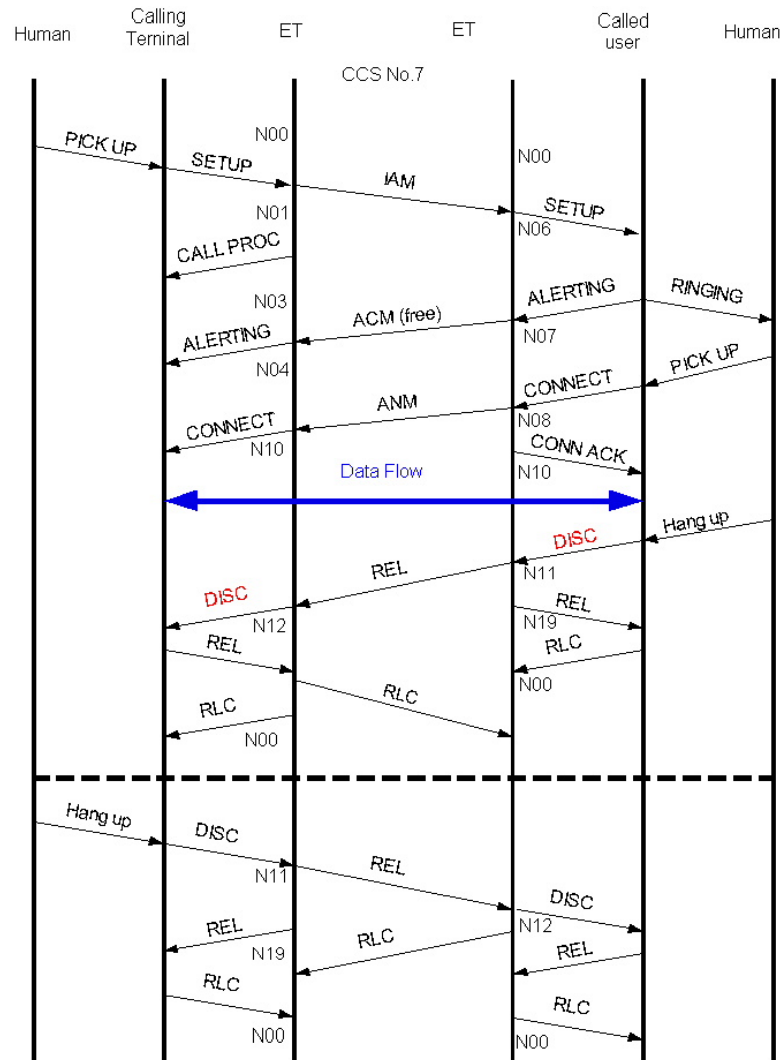 Human
Calling
Terninal
ET
ET
Called
user
Human
CCS No.7
PICK UP
N00
N00
SETUP
IAM
SETUP
N01
N06
CALL PROC
N03
ALERTING
RINGING
ACM (free)
ALERTING
N07
N04
PICK UP
CONNECT
ANM
CONNECT
N08
N10
CONN ACK
Data Flow
N10
Hang up
DISC
REL
N11
DISC
REL
N12
N19
REL
RLC
N00
RLC
RLC
N00
Hang up
DISC
REL
N11
DISC
N12
REL
RLC
N19
REL
RLC
RLC
N00
N00